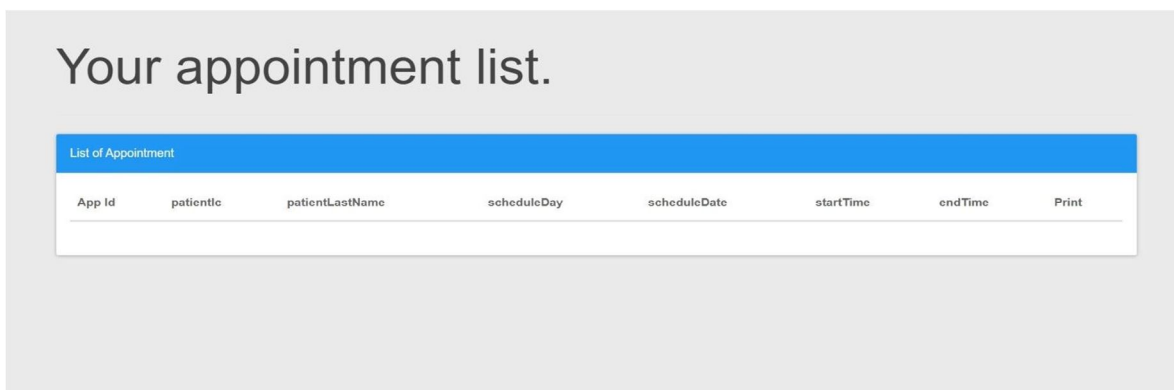 Your appointment list.
List of Appointment
App Id patientIc patientLastName scheduleDay scheduleDate startTime endTime Print